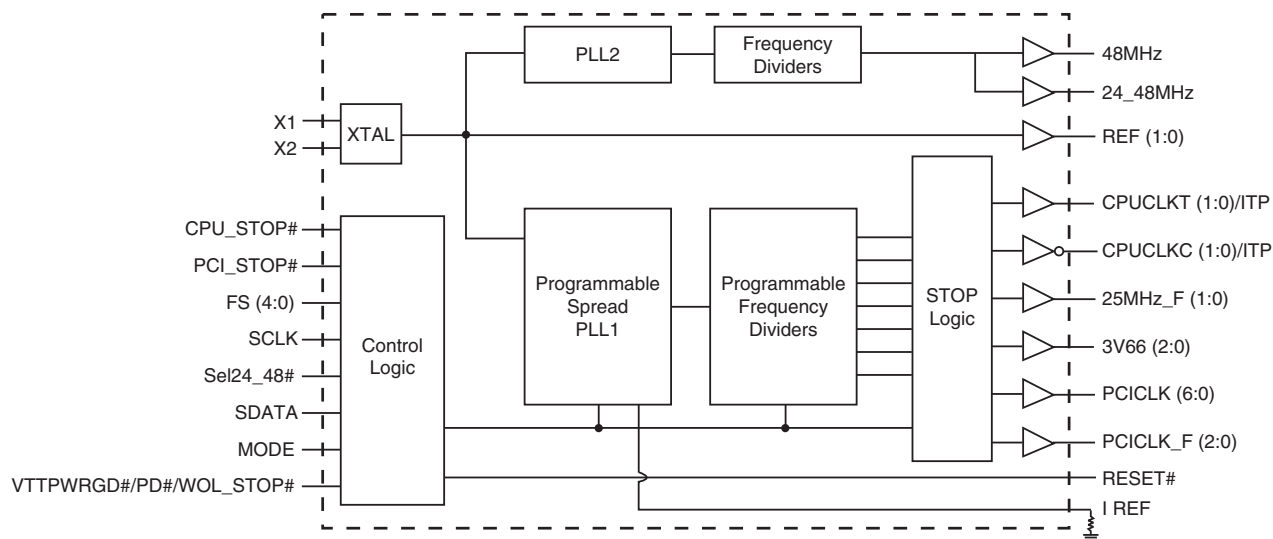 PLL2
Frequency
Dividers
48MHz
24_48MHz
X1
X2
XTAL
REF (1:0)
CPU_STOP#
PCI_STOP#
FS (4:0)
SCLK
Sel24_48#
SDATA
MODE
VTTPWRGD#/PD#/WOL_STOP#
Control
Logic
Programmable
Spread
PLL1
Programmable
Frequency
Dividers
STOP
Logic
CPUCLKT (1:0)/ITP
CPUCLKC (1:0)/ITP
25MHz_F (1:0)
3V66 (2:0)
PCICLK (6:0)
PCICLK_F (2:0)
RESET#
I REF